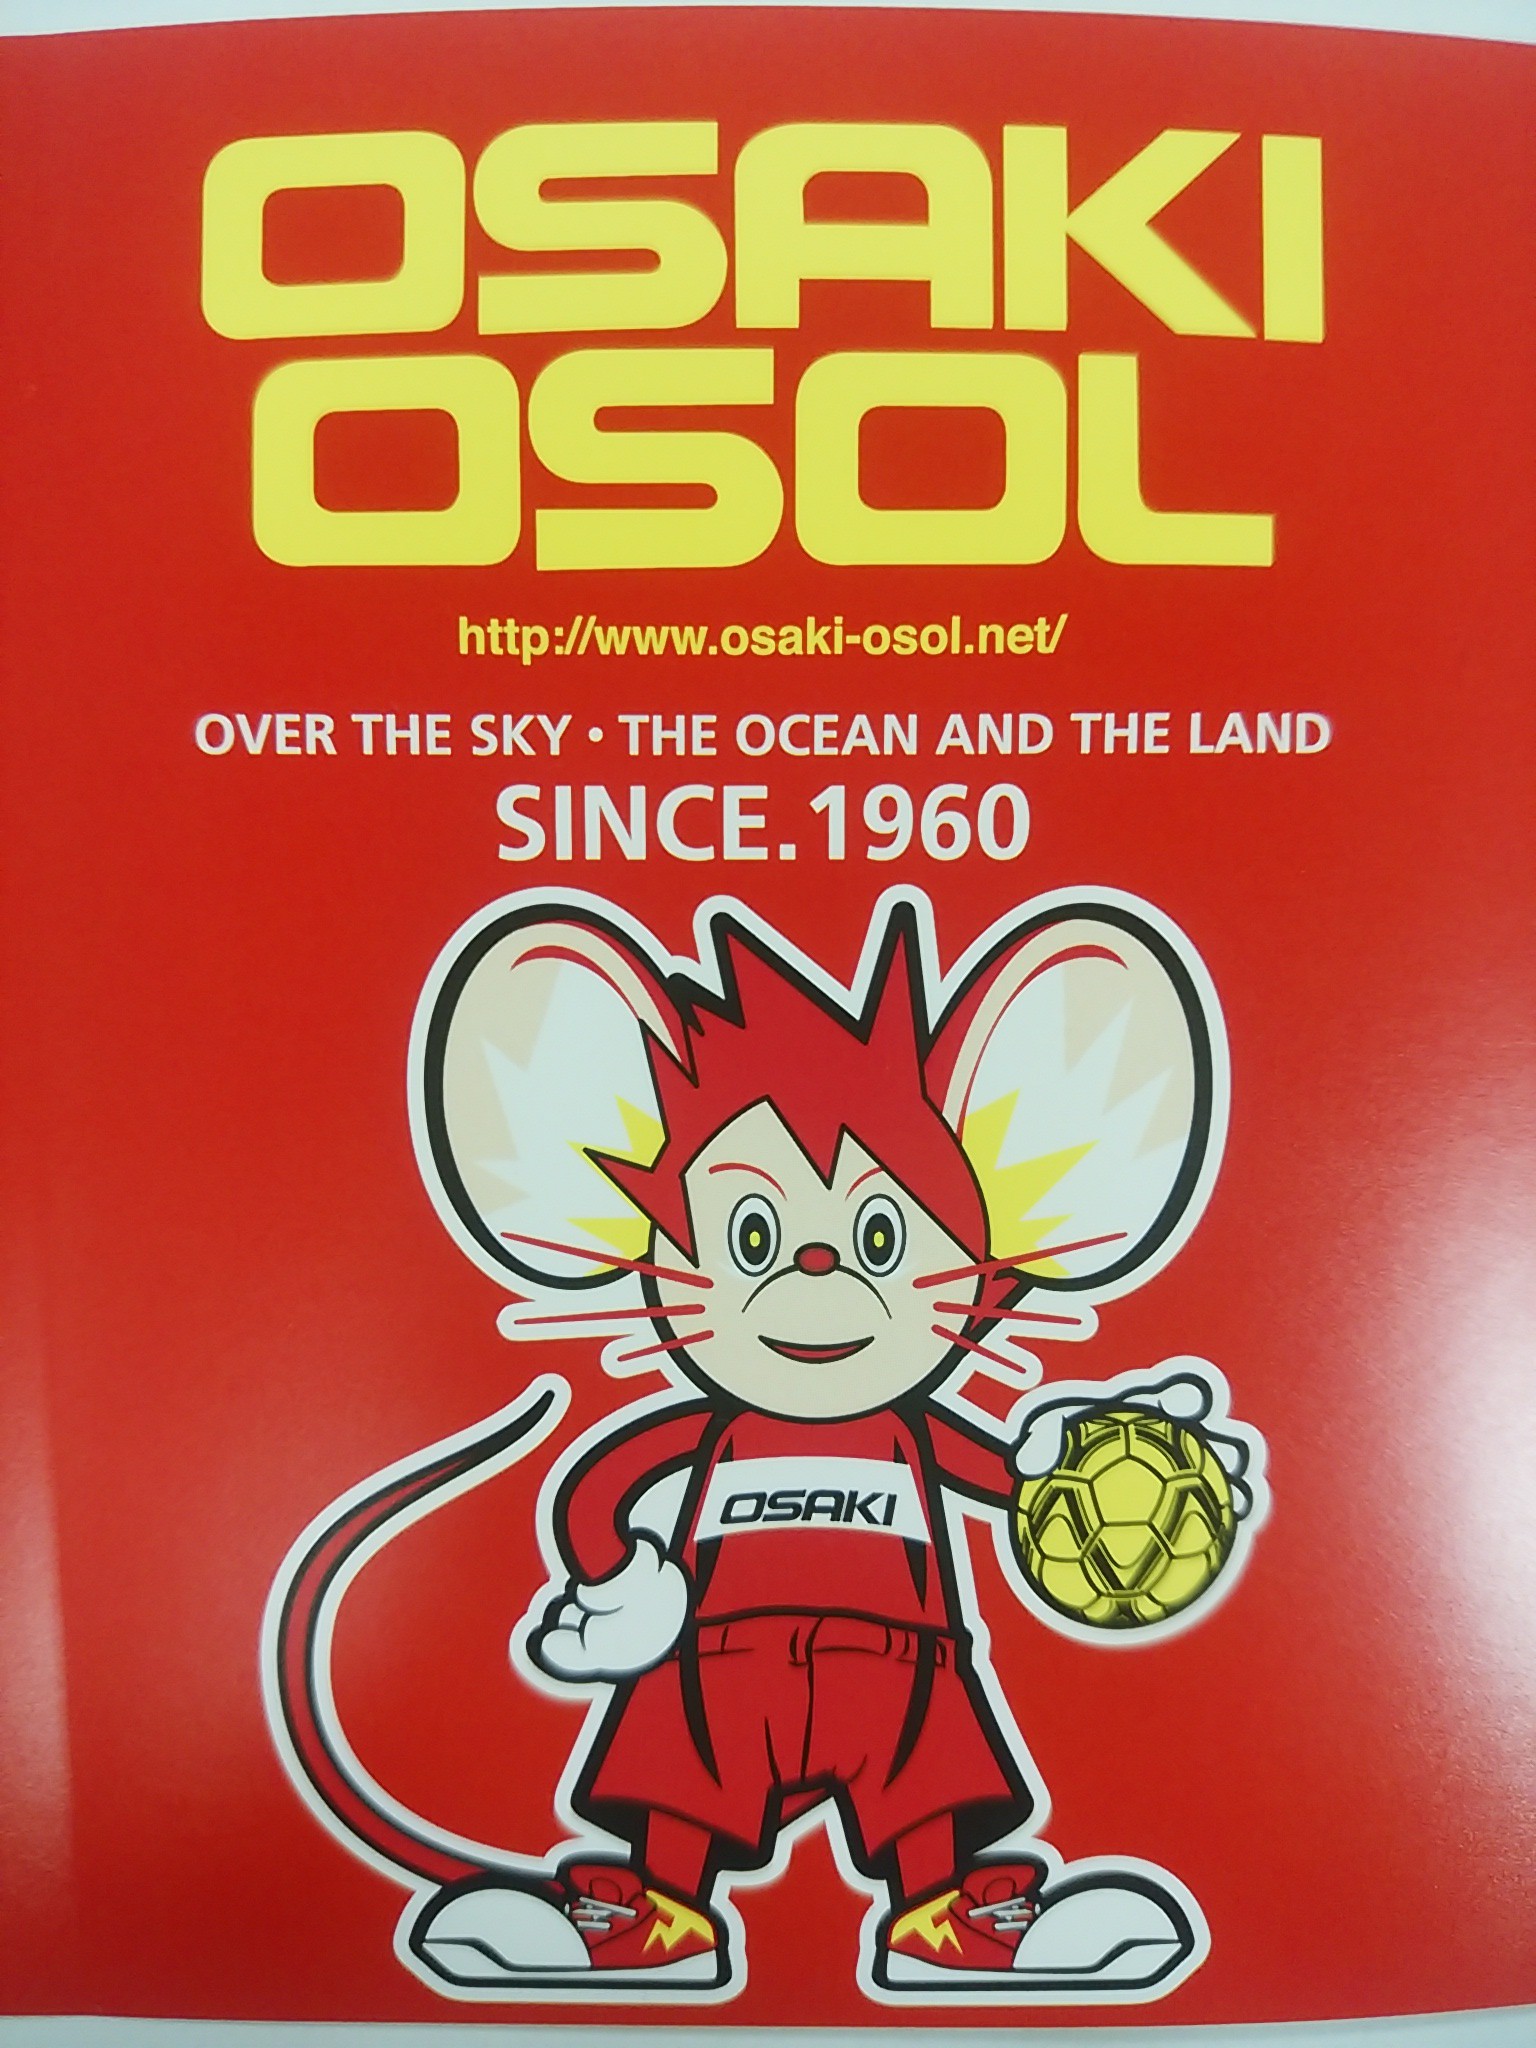 OSAKI
OSOL
http://www.osaki-osol.net/
OVER THE SKY・THE OCEAN AND THE LAND
SINCE.1960
OSAKI